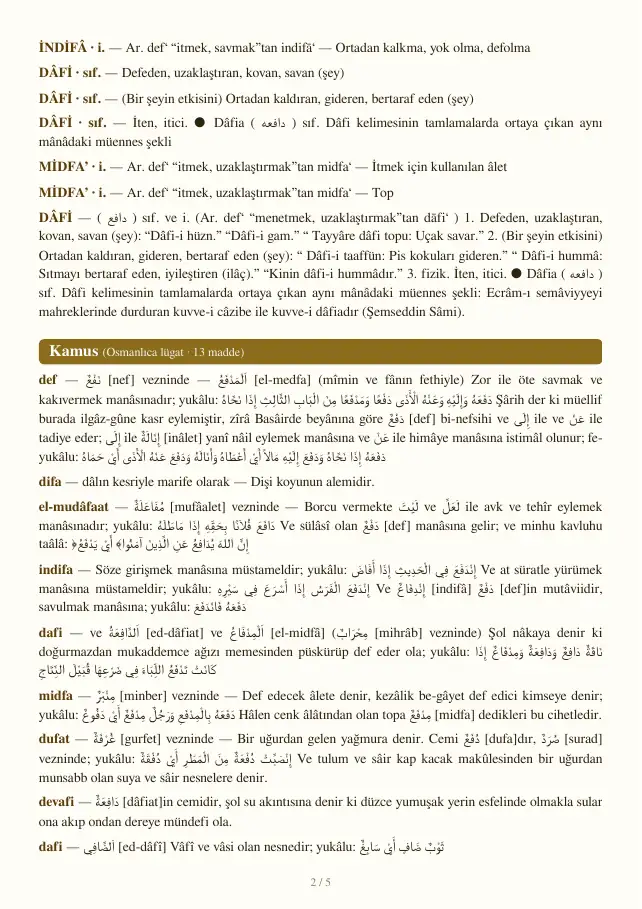 İNDİFÂ · i. — Ar. def‘ “itmek, savmak”tan indifā‘ — Ortadan kalkma, yok olma, defolma
DÂFİ · sıf. — Defeden, uzaklaştıran, kovan, savan (şey)
DÂFİ · sıf. — (Bir şeyin etkisini) Ortadan kaldıran, gideren, bertaraf eden (şey)
DÂFİ · sıf. — İten, itici. ● Dâfia ( دافعه ) sıf. Dâfi kelimesinin tamlamalarda ortaya çıkan aynı
mânâdaki müennes şekli
MİDFA’ · i. — Ar. def‘ “itmek, uzaklaştırmak”tan midfa‘ — İtmek için kullanılan âlet
MİDFA’ · i. — Ar. def‘ “itmek, uzaklaştırmak”tan midfa‘ — Top
DÂFİ — ( دافع ) sıf. ve i. (Ar. def‘ “menetmek, uzaklaştırmak”tan dāfi‘ ) 1. Defeden, uzaklaştıran,
kovan, savan (şey): “Dâfi-i hüzn.” “Dâfi-i gam.” “ Tayyâre dâfi topu: Uçak savar.” 2. (Bir şeyin etkisini)
Ortadan kaldıran, gideren, bertaraf eden (şey): “ Dâfi-i taaffün: Pis kokuları gideren.” “ Dâfi-i hummâ:
Sıtmayı bertaraf eden, iyileştiren (ilâç).” “Kinin dâfi-i hummâdır.” 3. fizik. İten, itici. ● Dâfia ( دافعه )
sıf. Dâfi kelimesinin tamlamalarda ortaya çıkan aynı mânâdaki müennes şekli: Ecrâm-ı semâviyyeyi
mahreklerinde durduran kuvve-i câzibe ile kuvve-i dâfiadır (Şemseddin Sâmi).
Kamus (Osmanlıca lügat · 13 madde)
def — نَفْعٌ [nef] vezninde — اَلْمَدْفَعُ [el-medfa] (mîmin ve fânın fethiyle) Zor ile öte savmak ve
kakıvermek manâsınadır; yukâlu: دَفَعَهُ وَإِلَيْهِ وَعَنْهُ الْأَذَى دَفْعًا وَمَدْفَعًا مِنَ الْبَابِ الثَّالِثِ إِذَا نَحَّاهُ Şârih der ki müellif
burada ilgâz-gûne kasr eylemiştir, zîrâ Basâirde beyânına göre دَفْعٌ [def] bi-nefsihi ve إِلَى ile ve عَنْ ile
tadiye eder; إِلَى ile إِنَالَةٌ [inâlet] yanî nâil eylemek manâsına ve عَنْ ile himâye manâsına istimâl olunur; fe-
yukâlu: دَفَعَهُ إِذَا نَحَّاهُ وَدَفَعَ إِلَيْهِ مَالاً أَيْ أَعْطَاهُ وَأَنَالَهُ وَدَفَعَ عَنْهُ الْأَذَى أَيْ حَمَاهُ
difa — dâlın kesriyle marife olarak — Dişi koyunun alemidir.
el-mudâfaat — مُفَاعَلَةٌ [mufâalet] vezninde — Borcu vermekte لَيْتَ ve لَعَلَّ ile avk ve tehîr eylemek
manâsınadır; yukâlu: دَافَعَ فُلَانًا بِحَقِّهِ إِذَا مَاطَلَهُ Ve sülâsî olan دَفْعٌ [def] manâsına gelir; ve minhu kavluhu
taâlâ: ﴿إِنَّ اللهَ يُدَافِعُ عَنِ الَّذِينَ آمَنُوا﴾ أَيْ يَدْفَعُ
indifa — Söze girişmek manâsına müstameldir; yukâlu: إِنْدَفَعَ فِي الْحَدِيثِ إِذَا أَفَاضَ Ve at süratle yürümek
manâsına müstameldir; yukâlu: إِنْدَفَعَ الْفَرَسُ إِذَا أَسْرَعَ فِي سَيْرِهِ Ve إِنْدِفَاعٌ [indifâ] دَفْعٌ [def]in mutâviidir,
savulmak manâsına; yukâlu: دَفَعَهُ فَانْدَفَعَ
dafi — ve اَلدَّافِعَةُ [ed-dâfiat] ve اَلْمِدْفَاعُ [el-midfâ] (مِحْرَابٌ [mihrâb] vezninde) Şol nâkaya denir ki
doğurmazdan mukaddemce ağızı memesinden püskürüp def eder ola; yukâlu: نَاقَةٌ دَافِعٌ وَدَافِعَةٌ وَمِدْفَاعٌ إِذَا
كَانَتْ تَدْفَعُ اللِّبَاءَ فِي ضَرْعِهَا قُبَيْلَ النِّتَاجِ
midfa — مِنْبَرٌ [minber] vezninde — Def edecek âlete denir, kezâlik be-gâyet def edici kimseye denir;
yukâlu: دَفَعَهُ بِالْمِدْفَعِ وَرَجُلٌ مِدْفَعٌ أَيْ دَفُوعٌ Hâlen cenk âlâtından olan topa مِدْفَعٌ [midfa] dedikleri bu cihetledir.
dufat — غُرْفَةٌ [gurfet] vezninde — Bir uğurdan gelen yağmura denir. Cemi دُفَعٌ [dufa]dır, صُرَدٌ [surad]
vezninde; yukâlu: إِنْصَبَّتْ دُفْعَةٌ مِنَ الْمَطَرِ أَيْ دُفْقَةٌ Ve tulum ve sâir kap kacak makûlesinden bir uğurdan
munsabb olan suya ve sâir nesnelere denir.
devafi — دَافِعَةٌ [dâfiat]in cemidir, şol su akıntısına denir ki düzce yumuşak yerin esfelinde olmakla sular
ona akıp ondan dereye mündefi ola.
dafi — اَلضَّافِي [ed-dâfî] Vâfî ve vâsi olan nesnedir; yukâlu: ثَوْبٌ ضَافٍ أَيْ سَابِغٌ
2 / 5